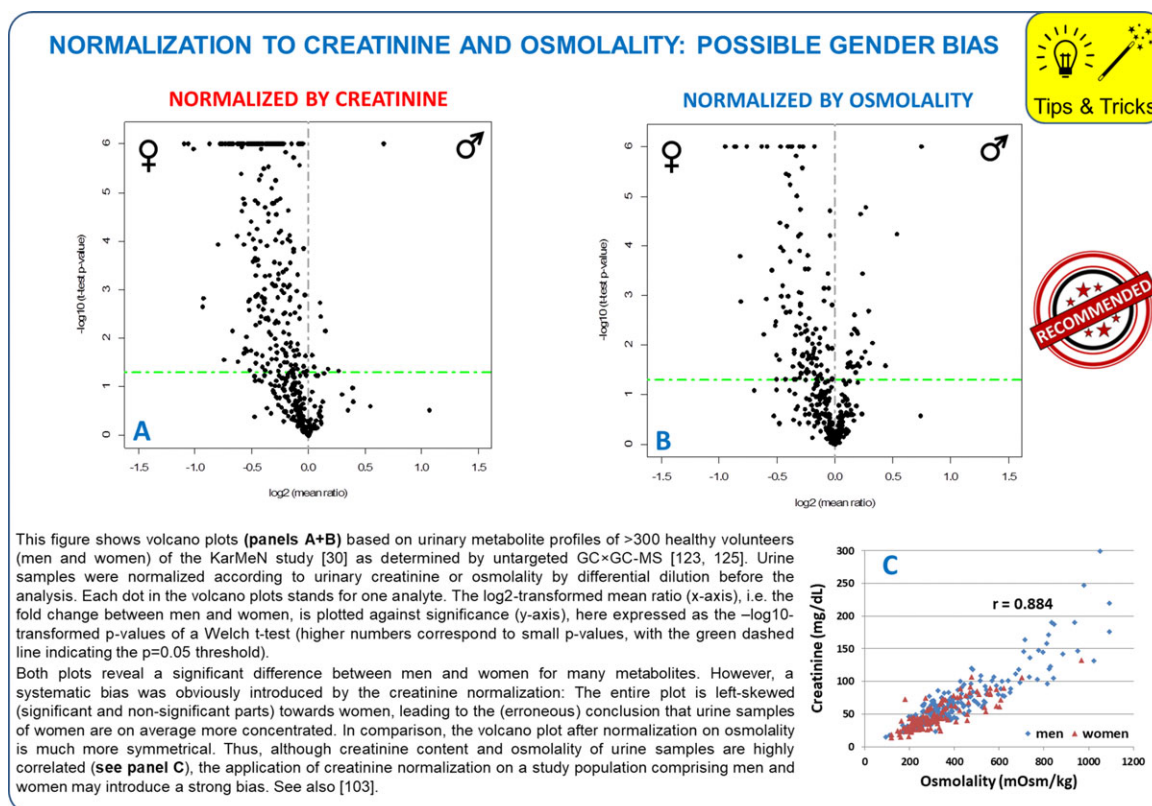 NORMALIZATION TO CREATININE AND OSMOLALITY: POSSIBLE GENDER BIAS
Tips & Tricks
NORMALIZED BY CREATININE
NORMALIZED BY OSMOLALITY
♀
♂
♀
♂
6
5
4
3
2
1
0
-log10 (t-test p-value)
A
-1.5 -1.0 -0.5 0.0 0.5 1.0 1.5
log2 (mean ratio)
6
5
4
3
2
1
0
-log10 (t-test p-value)
B
-1.5 -1.0 -0.5 0.0 0.5 1.0 1.5
log2 (mean ratio)
RECOMMENDED
This figure shows volcano plots (panels A+B) based on urinary metabolite profiles of >300 healthy volunteers
(men and women) of the KarMeN study [30] as determined by untargeted GC×GC-MS [123, 125]. Urine
samples were normalized according to urinary creatinine or osmolality by differential dilution before the
analysis. Each dot in the volcano plots stands for one analyte. The log2-transformed mean ratio (x-axis), i.e. the
fold change between men and women, is plotted against significance (y-axis), here expressed as the –log10-
transformed p-values of a Welch t-test (higher numbers correspond to small p-values, with the green dashed
line indicating the p=0.05 threshold).
Both plots reveal a significant difference between men and women for many metabolites. However, a
systematic bias was obviously introduced by the creatinine normalization: The entire plot is left-skewed
(significant and non-significant parts) towards women, leading to the (erroneous) conclusion that urine samples
of women are on average more concentrated. In comparison, the volcano plot after normalization on osmolality
is much more symmetrical. Thus, although creatinine content and osmolality of urine samples are highly
correlated (see panel C), the application of creatinine normalization on a study population comprising men and
women may introduce a strong bias. See also [103].
C
r = 0.884
300
250
200
150
100
50
0
Creatinine (mg/dL)
0 200 400 600 800 1000 1200
men women
Osmolality (mOsm/kg)